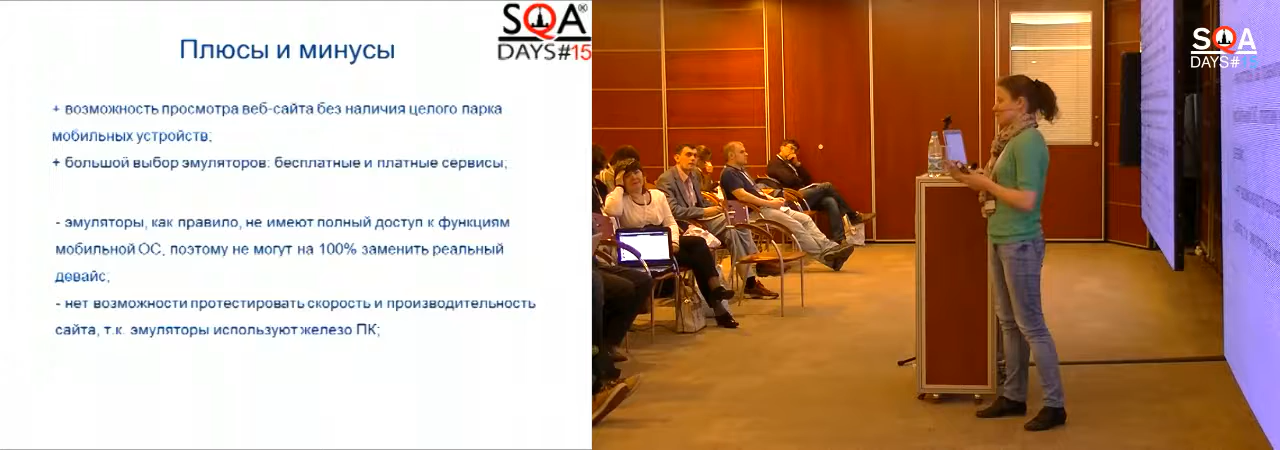 SQA®
DAYS#15
Плюсы и минусы
+ возможность просмотра веб-сайта без наличия целого парка
мобильных устройств;
+ большой выбор эмуляторов: бесплатные и платные сервисы;
- эмуляторы, как правило, не имеют полный доступ к функциям
мобильной ОС, поэтому не могут на 100% заменить реальный
девайс;
- нет возможности протестировать скорость и производительность
сайта, т.к. эмуляторы используют железо ПК;
SQA
DAYS#15